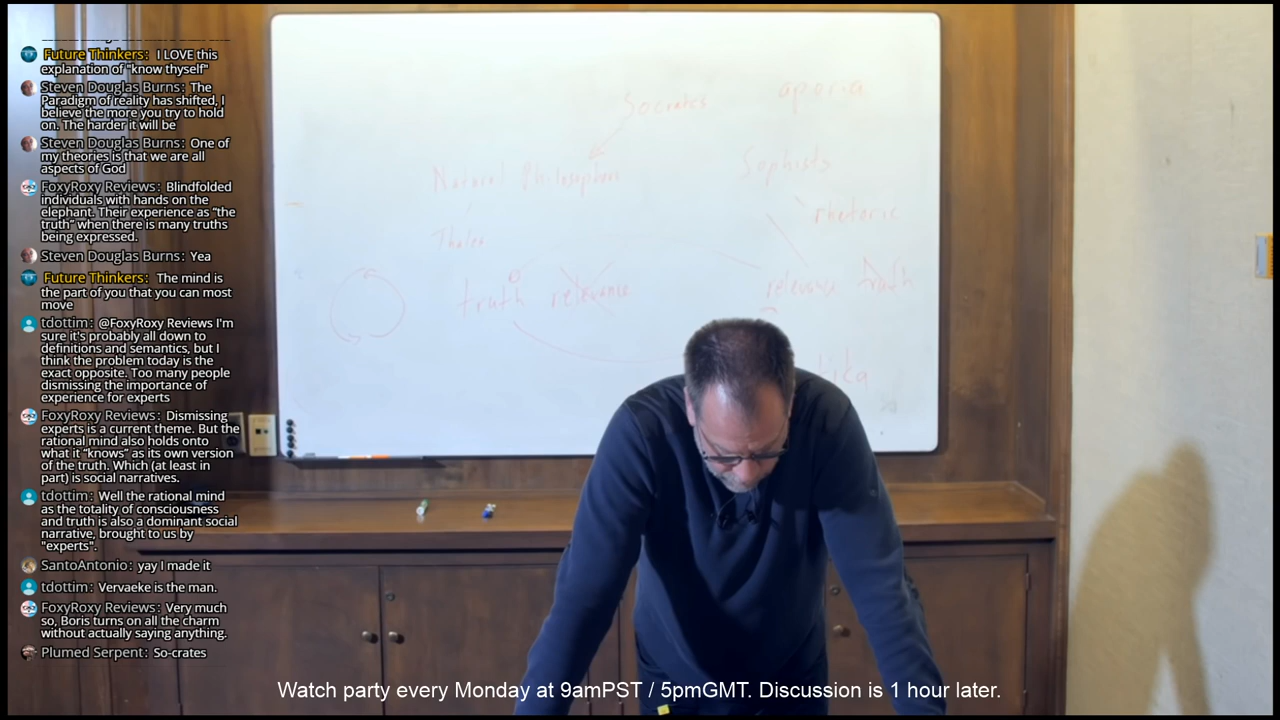 Future Thinkers: I LOVE this
explanation of "know thyself"
Steven Douglas Burns: The
Paradigm of reality has shifted, I
believe the more you try to hold
on. The harder it will be
Steven Douglas Burns: One of
my theories is that we are all
aspects of God
FoxyRoxy Reviews: Blindfolded
individuals with hands on the
elephant. Their experience as "the
truth" when there is many truths
being expressed.
Steven Douglas Burns: Yea
Future Thinkers: The mind is
the part of you that you can most
move
tdottim: @FoxyRoxy Reviews I'm
sure it's probably all down to
definitions and semantics, but I
think the problem today is the
exact opposite. Too many people
dismissing the importance of
experience for experts
FoxyRoxy Reviews: Dismissing
experts is a current theme. But the
rational mind also holds onto
what it "knows" as its own version
of the truth. Which (at least in
part) is social narratives.
tdottim: Well the rational mind
as the totality of consciousness
and truth is also a dominant social
narrative, brought to us by
"experts".
SantoAntonio: yay I made it
tdottim: Vervaeke is the man.
FoxyRoxy Reviews: Very much
so, Boris turns on all the charm
without actually saying anything.
Plumed Serpent: So-crates
Socrates aporia
Natural Philosophers Sophists
rhetoric
Thales
truth relevance relevance truth
Watch party every Monday at 9amPST / 5pmGMT. Discussion is 1 hour later.